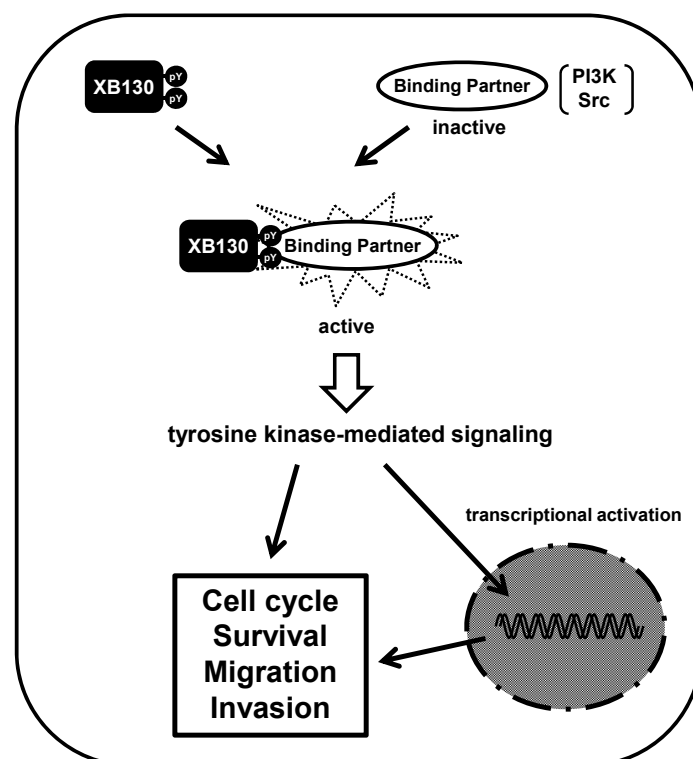 XB130
pY
pY
Binding Partner
inactive
PI3K
Src
XB130
pY
pY
Binding Partner
active
tyrosine kinase-mediated signaling
transcriptional activation
Cell cycle
Survival
Migration
Invasion